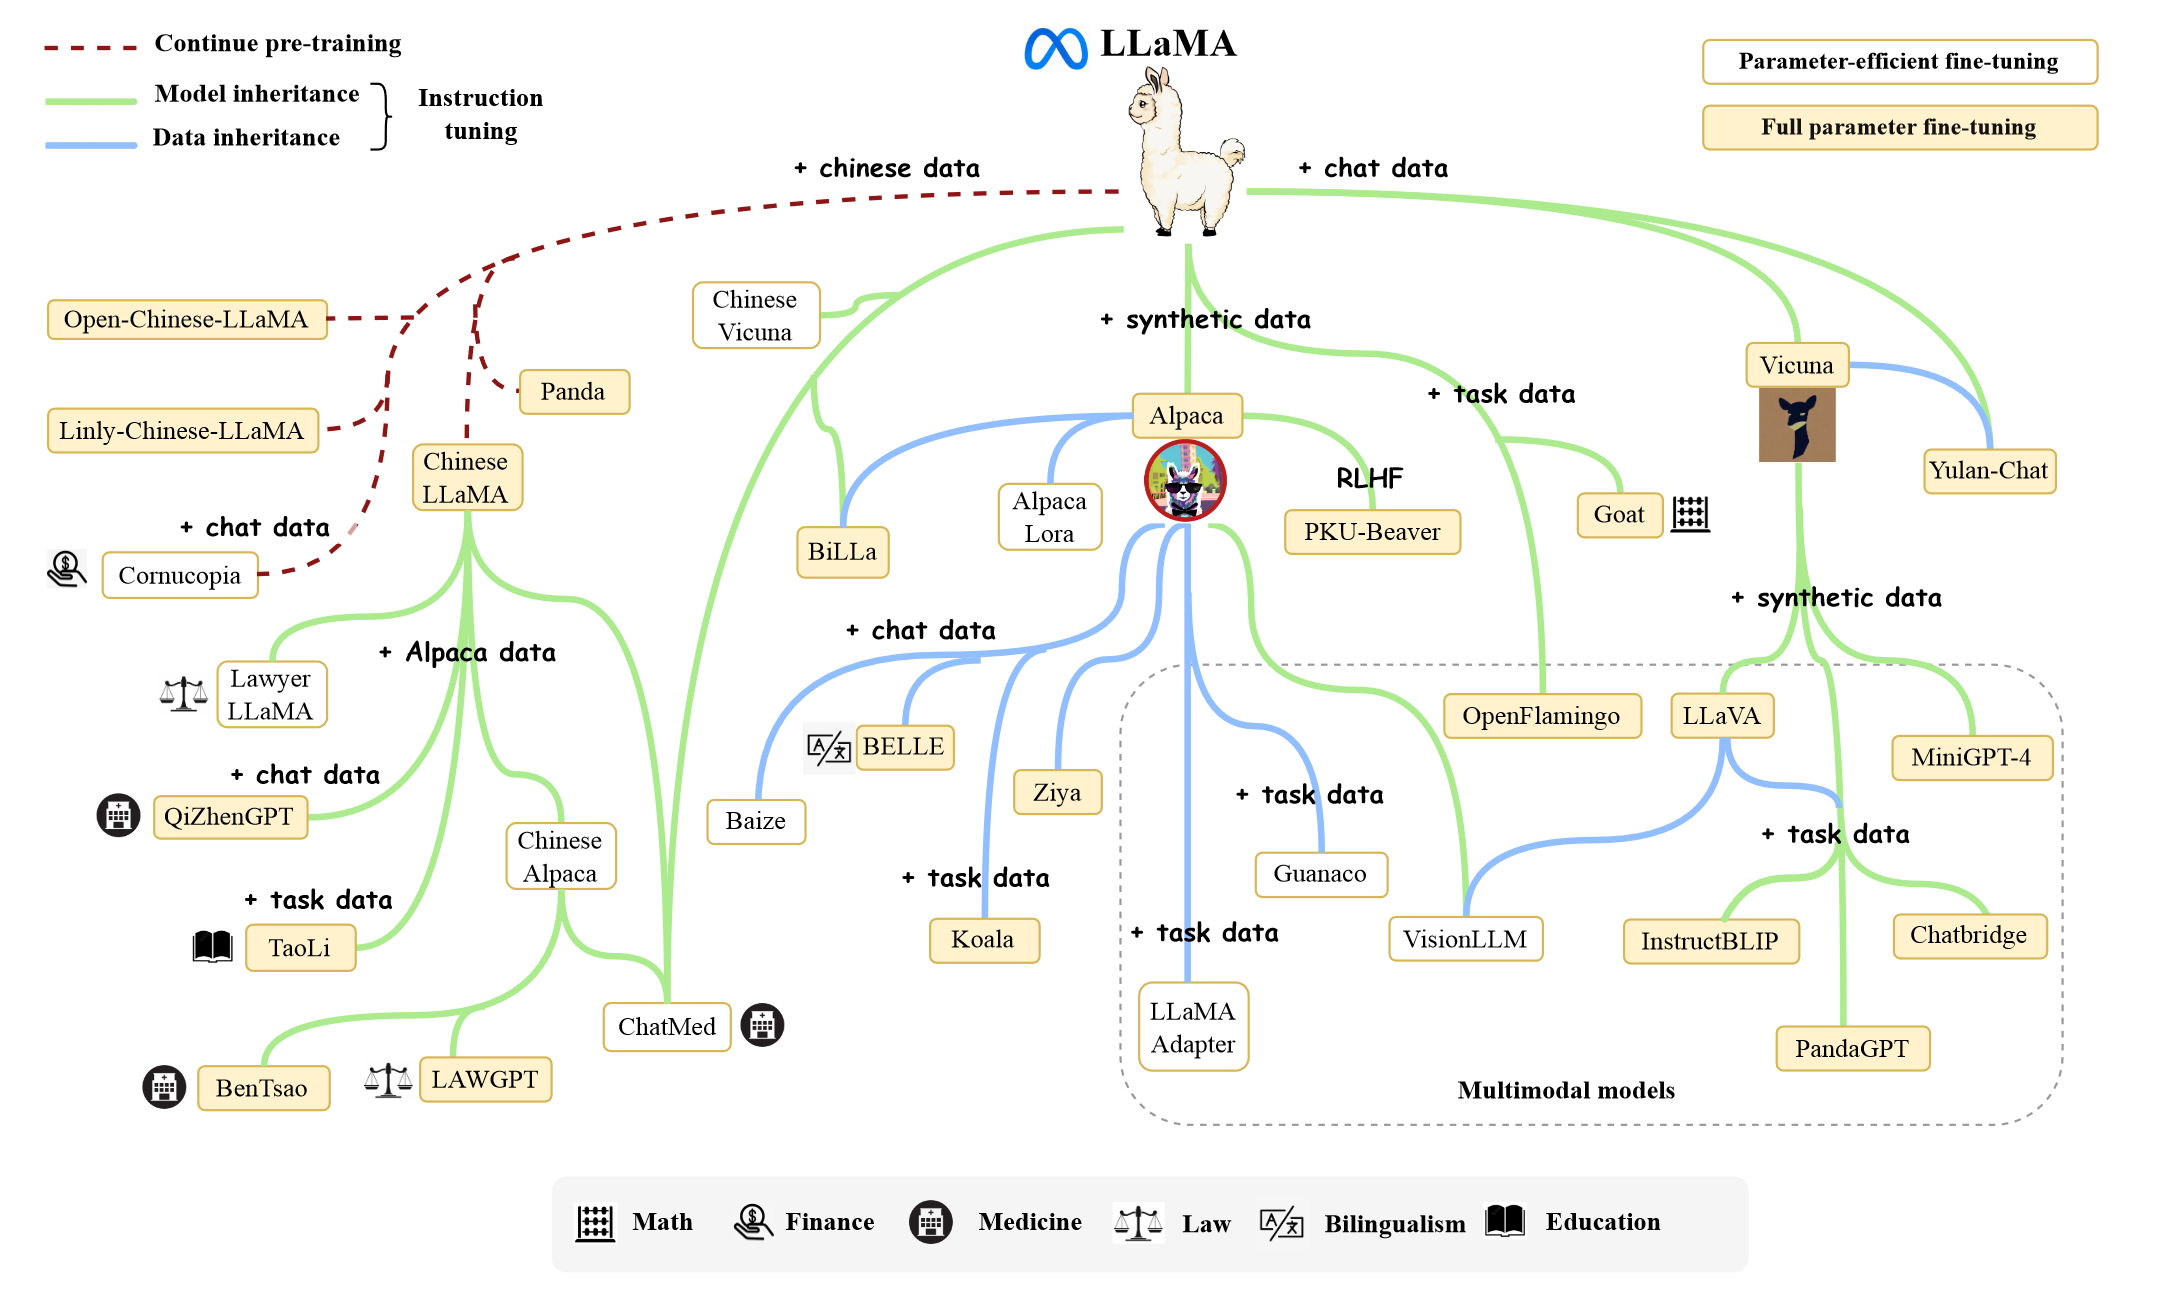 Continue pre-training
Model inheritance
Data inheritance
Instruction
tuning
LLaMA
Parameter-efficient fine-tuning
Full parameter fine-tuning
+ chinese data
+ chat data
Open-Chinese-LLaMA
Linly-Chinese-LLaMA
Panda
Chinese
LLaMA
+ chat data
Cornucopia
Chinese
Vicuna
+ synthetic data
Alpaca
+ task data
Vicuna
Yulan-Chat
BiLLa
Alpaca
Lora
RLHF
PKU-Beaver
Goat
+ synthetic data
+ Alpaca data
Lawyer
LLaMA
+ chat data
QiZhenGPT
+ task data
TaoLi
Chinese
Alpaca
BenTsao
LAWGPT
ChatMed
+ chat data
BELLE
Baize
Ziya
+ task data
Koala
+ task data
Guanaco
+ task data
LLaMA
Adapter
VisionLLM
OpenFlamingo
LLaVA
MiniGPT-4
+ task data
InstructBLIP
Chatbridge
PandaGPT
Multimodal models
Math
Finance
Medicine
Law
Bilingualism
Education